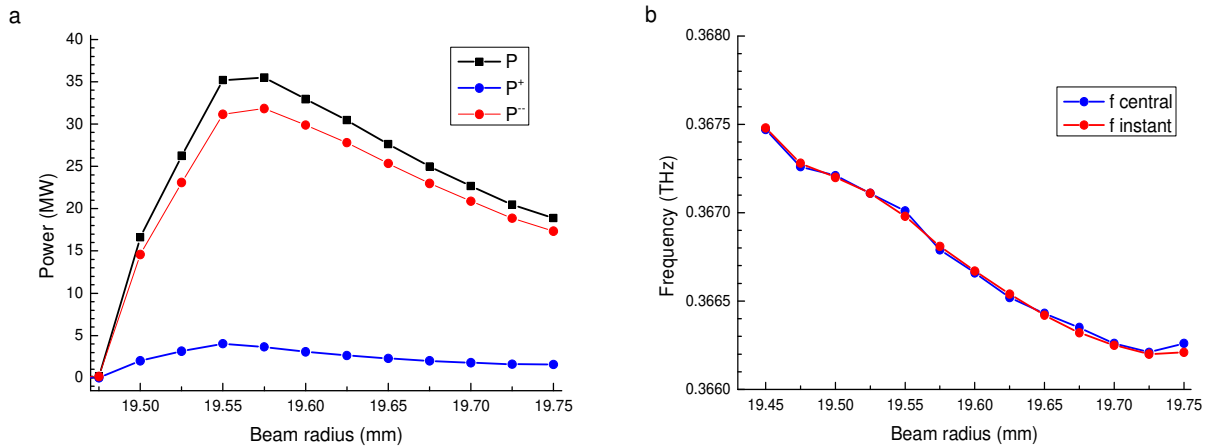 a
40
35
30
25
20
15
10
5
0
Power (MW)
P
P+
P--
19.50 19.55 19.60 19.65 19.70 19.75
Beam radius (mm)
b
0.3680
0.3675
0.3670
0.3665
0.3660
Frequency (THz)
f central
f instant
19.45 19.50 19.55 19.60 19.65 19.70 19.75
Beam radius (mm)